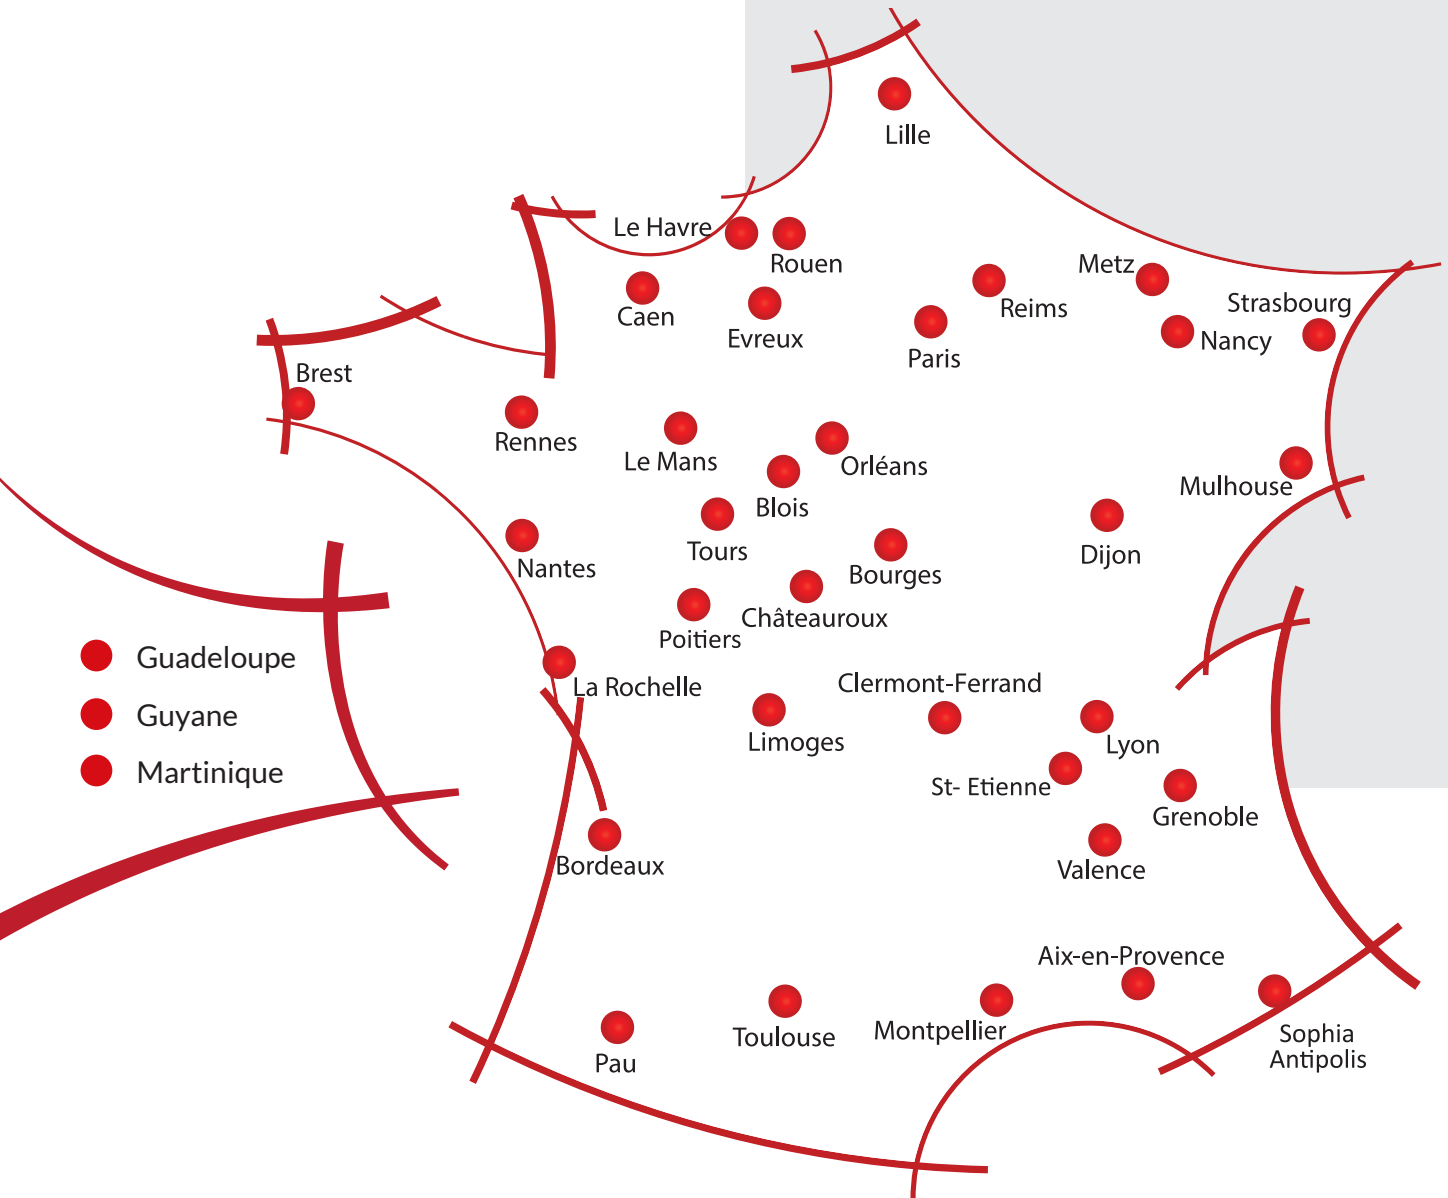 Lille
Le Havre
Rouen
Metz
Caen
Evreux
Reims
Strasbourg
Paris
Nancy
Brest
Rennes
Le Mans
Orléans
Blois
Mulhouse
Tours
Dijon
Nantes
Bourges
Châteauroux
Poitiers
Guadeloupe
La Rochelle
Clermont-Ferrand
Guyane
Limoges
Lyon
Martinique
St- Etienne
Grenoble
Bordeaux
Valence
Aix-en-Provence
Toulouse
Montpellier
Sophia
Antipolis
Pau